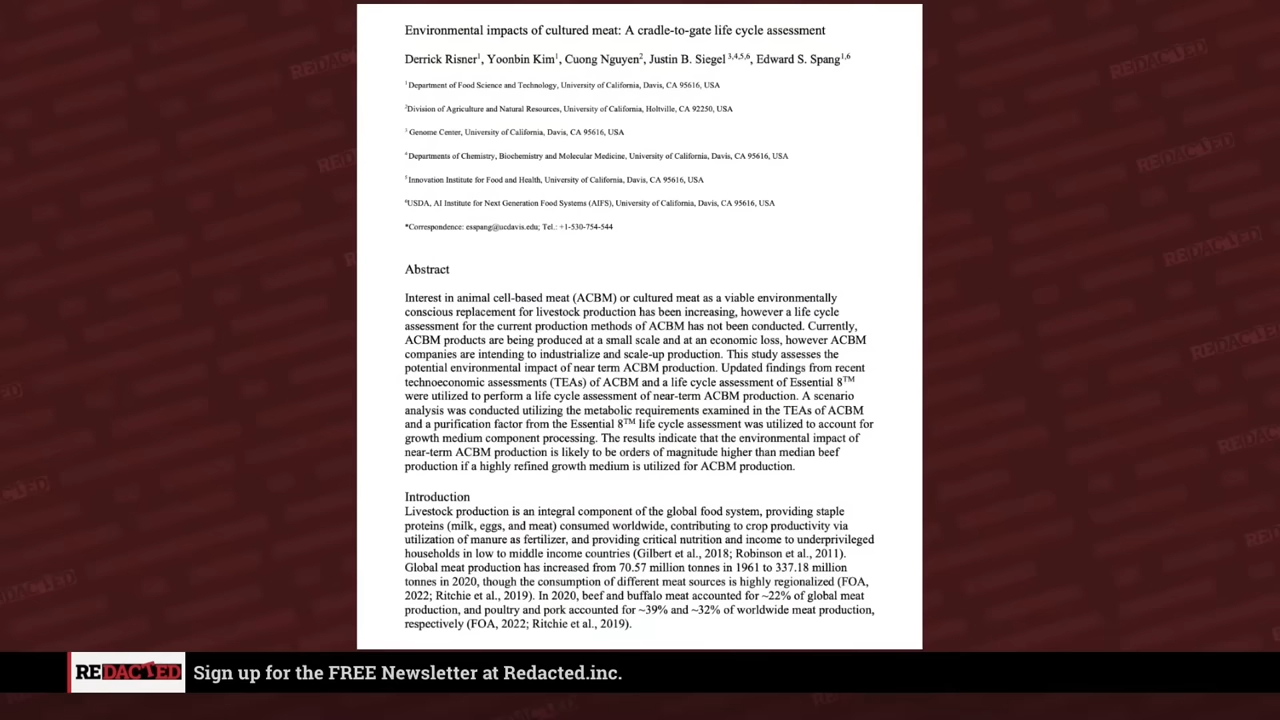 Environmental impacts of cultured meat: A cradle-to-gate life cycle assessment
Derrick Risner¹, Yoonbin Kim¹, Cuong Nguyen², Justin B. Siegel ³,⁴,⁵,⁶, Edward S. Spang¹,⁶
¹Department of Food Science and Technology, University of California, Davis, CA 95616, USA
²Division of Agriculture and Natural Resources, University of California, Holtville, CA 92250, USA
³ Genome Center, University of California, Davis, CA 95616, USA
⁴Departments of Chemistry, Biochemistry and Molecular Medicine, University of California, Davis, CA 95616, USA
⁵Innovation Institute for Food and Health, University of California, Davis, CA 95616, USA
⁶USDA, AI Institute for Next Generation Food Systems (AIFS), University of California, Davis, CA 95616, USA
*Correspondence: esspang@ucdavis.edu; Tel.: +1-530-754-544
Abstract
Interest in animal cell-based meat (ACBM) or cultured meat as a viable environmentally
conscious replacement for livestock production has been increasing, however a life cycle
assessment for the current production methods of ACBM has not been conducted. Currently,
ACBM products are being produced at a small scale and at an economic loss, however ACBM
companies are intending to industrialize and scale-up production. This study assesses the
potential environmental impact of near term ACBM production. Updated findings from recent
technoeconomic assessments (TEAs) of ACBM and a life cycle assessment of Essential 8™
were utilized to perform a life cycle assessment of near-term ACBM production. A scenario
analysis was conducted utilizing the metabolic requirements examined in the TEAs of ACBM
and a purification factor from the Essential 8™ life cycle assessment was utilized to account for
growth medium component processing. The results indicate that the environmental impact of
near-term ACBM production is likely to be orders of magnitude higher than median beef
production if a highly refined growth medium is utilized for ACBM production.
Introduction
Livestock production is an integral component of the global food system, providing staple
proteins (milk, eggs, and meat) consumed worldwide, contributing to crop productivity via
utilization of manure as fertilizer, and providing critical nutrition and income to underprivileged
households in low to middle income countries (Gilbert et al., 2018; Robinson et al., 2011).
Global meat production has increased from 70.57 million tonnes in 1961 to 337.18 million
tonnes in 2020, though the consumption of different meat sources is highly regionalized (FOA,
2022; Ritchie et al., 2019). In 2020, beef and buffalo meat accounted for ~22% of global meat
production, and poultry and pork accounted for ~39% and ~32% of worldwide meat production,
respectively (FOA, 2022; Ritchie et al., 2019).
REDACTED
Sign up for the FREE Newsletter at Redacted.inc.